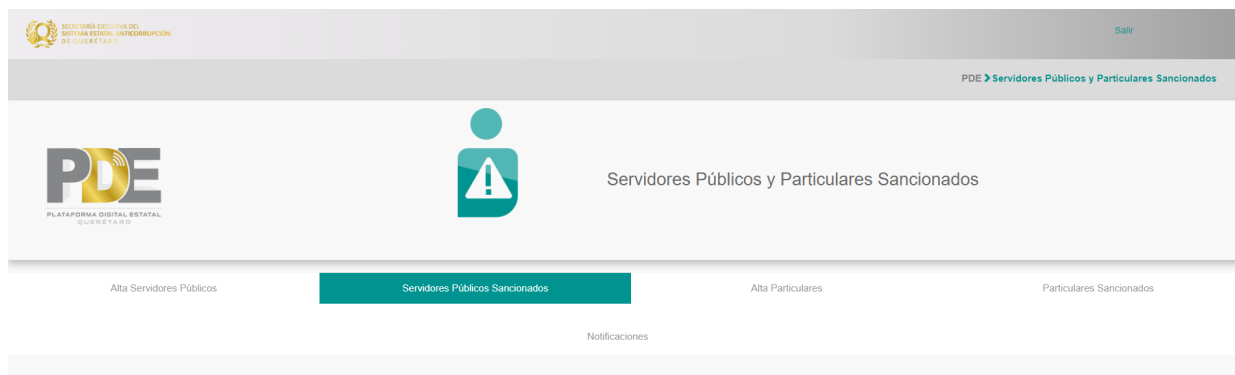 SECRETARÍA EJECUTIVA DEL
SISTEMA ESTATAL ANTICORRUPCIÓN
DE QUERÉTARO
Salir
PDE Servidores Públicos y Particulares Sancionados
PDE
PLATAFORMA DIGITAL ESTATAL
QUERÉTARO
Servidores Públicos y Particulares Sancionados
Alta Servidores Públicos
Servidores Públicos Sancionados
Alta Particulares
Particulares Sancionados
Notificaciones